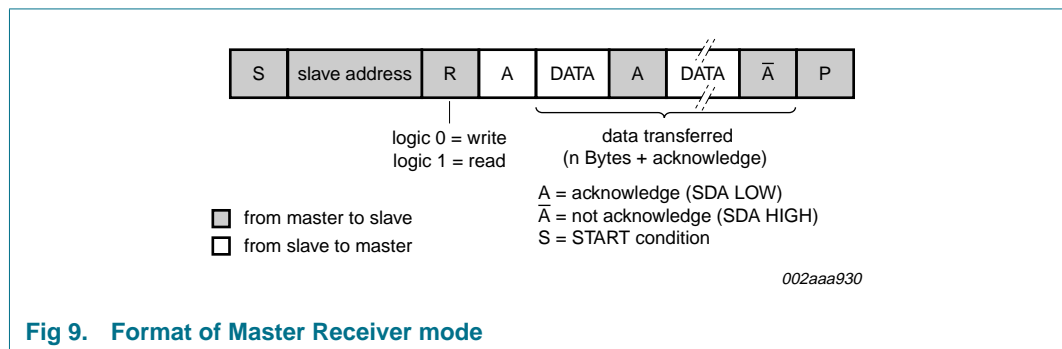 S slave address R A DATA A DATA A̅ P
logic 0 = write
logic 1 = read
data transferred
(n Bytes + acknowledge)
A = acknowledge (SDA LOW)
A̅ = not acknowledge (SDA HIGH)
S = START condition
from master to slave
from slave to master
002aaa930
Fig 9. Format of Master Receiver mode